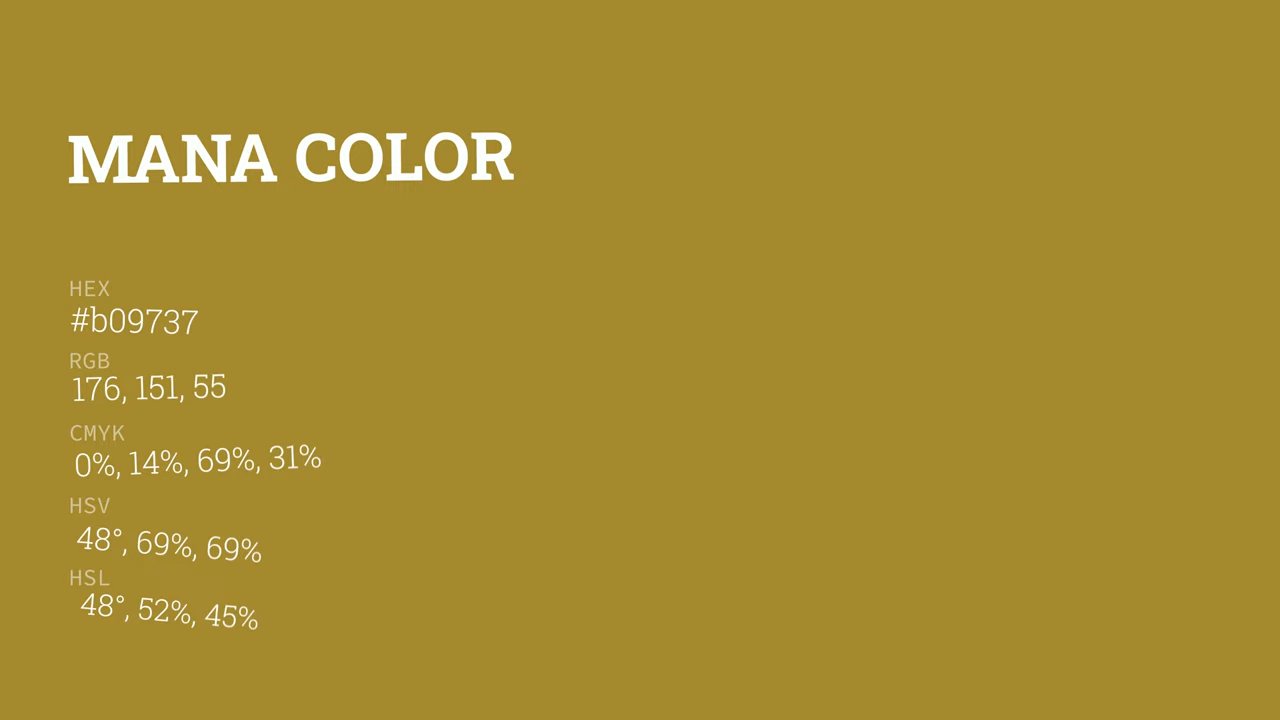 MANA COLOR
HEX
#b09737
RGB
176, 151, 55
CMYK
0%, 14%, 69%, 31%
HSV
48°, 69%, 69%
HSL
48°, 52%, 45%